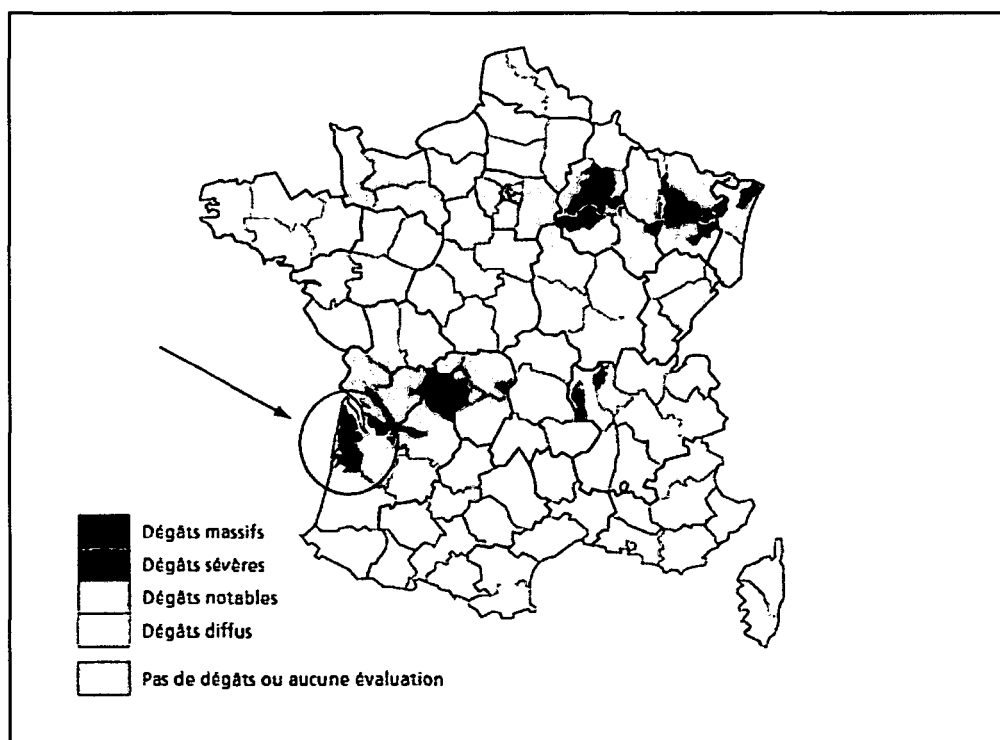 Dégâts massifs
Dégâts sévères
Dégâts notables
Dégâts diffus
Pas de dégâts ou aucune évaluation